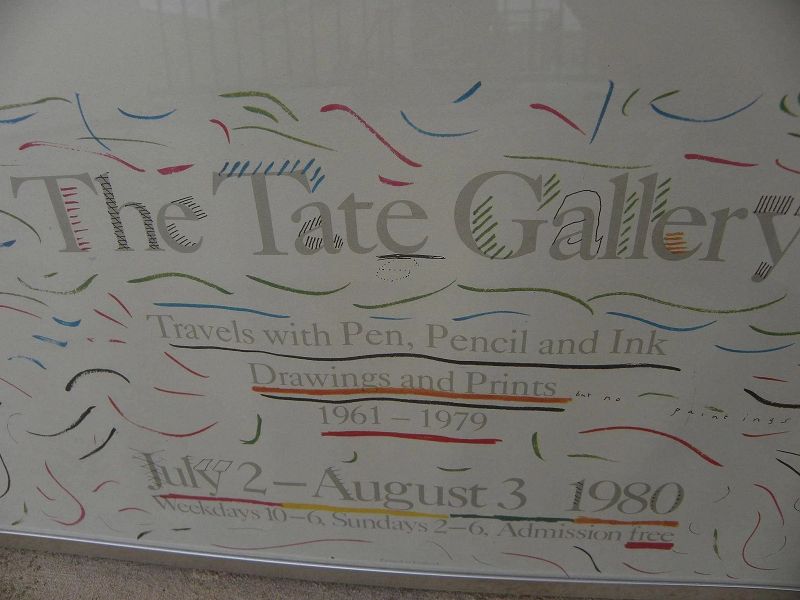 The Tate Gallery
Travels with Pen, Pencil and Ink
Drawings and Prints
but no paintings
1961 – 1979
July 2 – August 3 1980
Weekdays 10–6, Sundays 2–6, Admission free